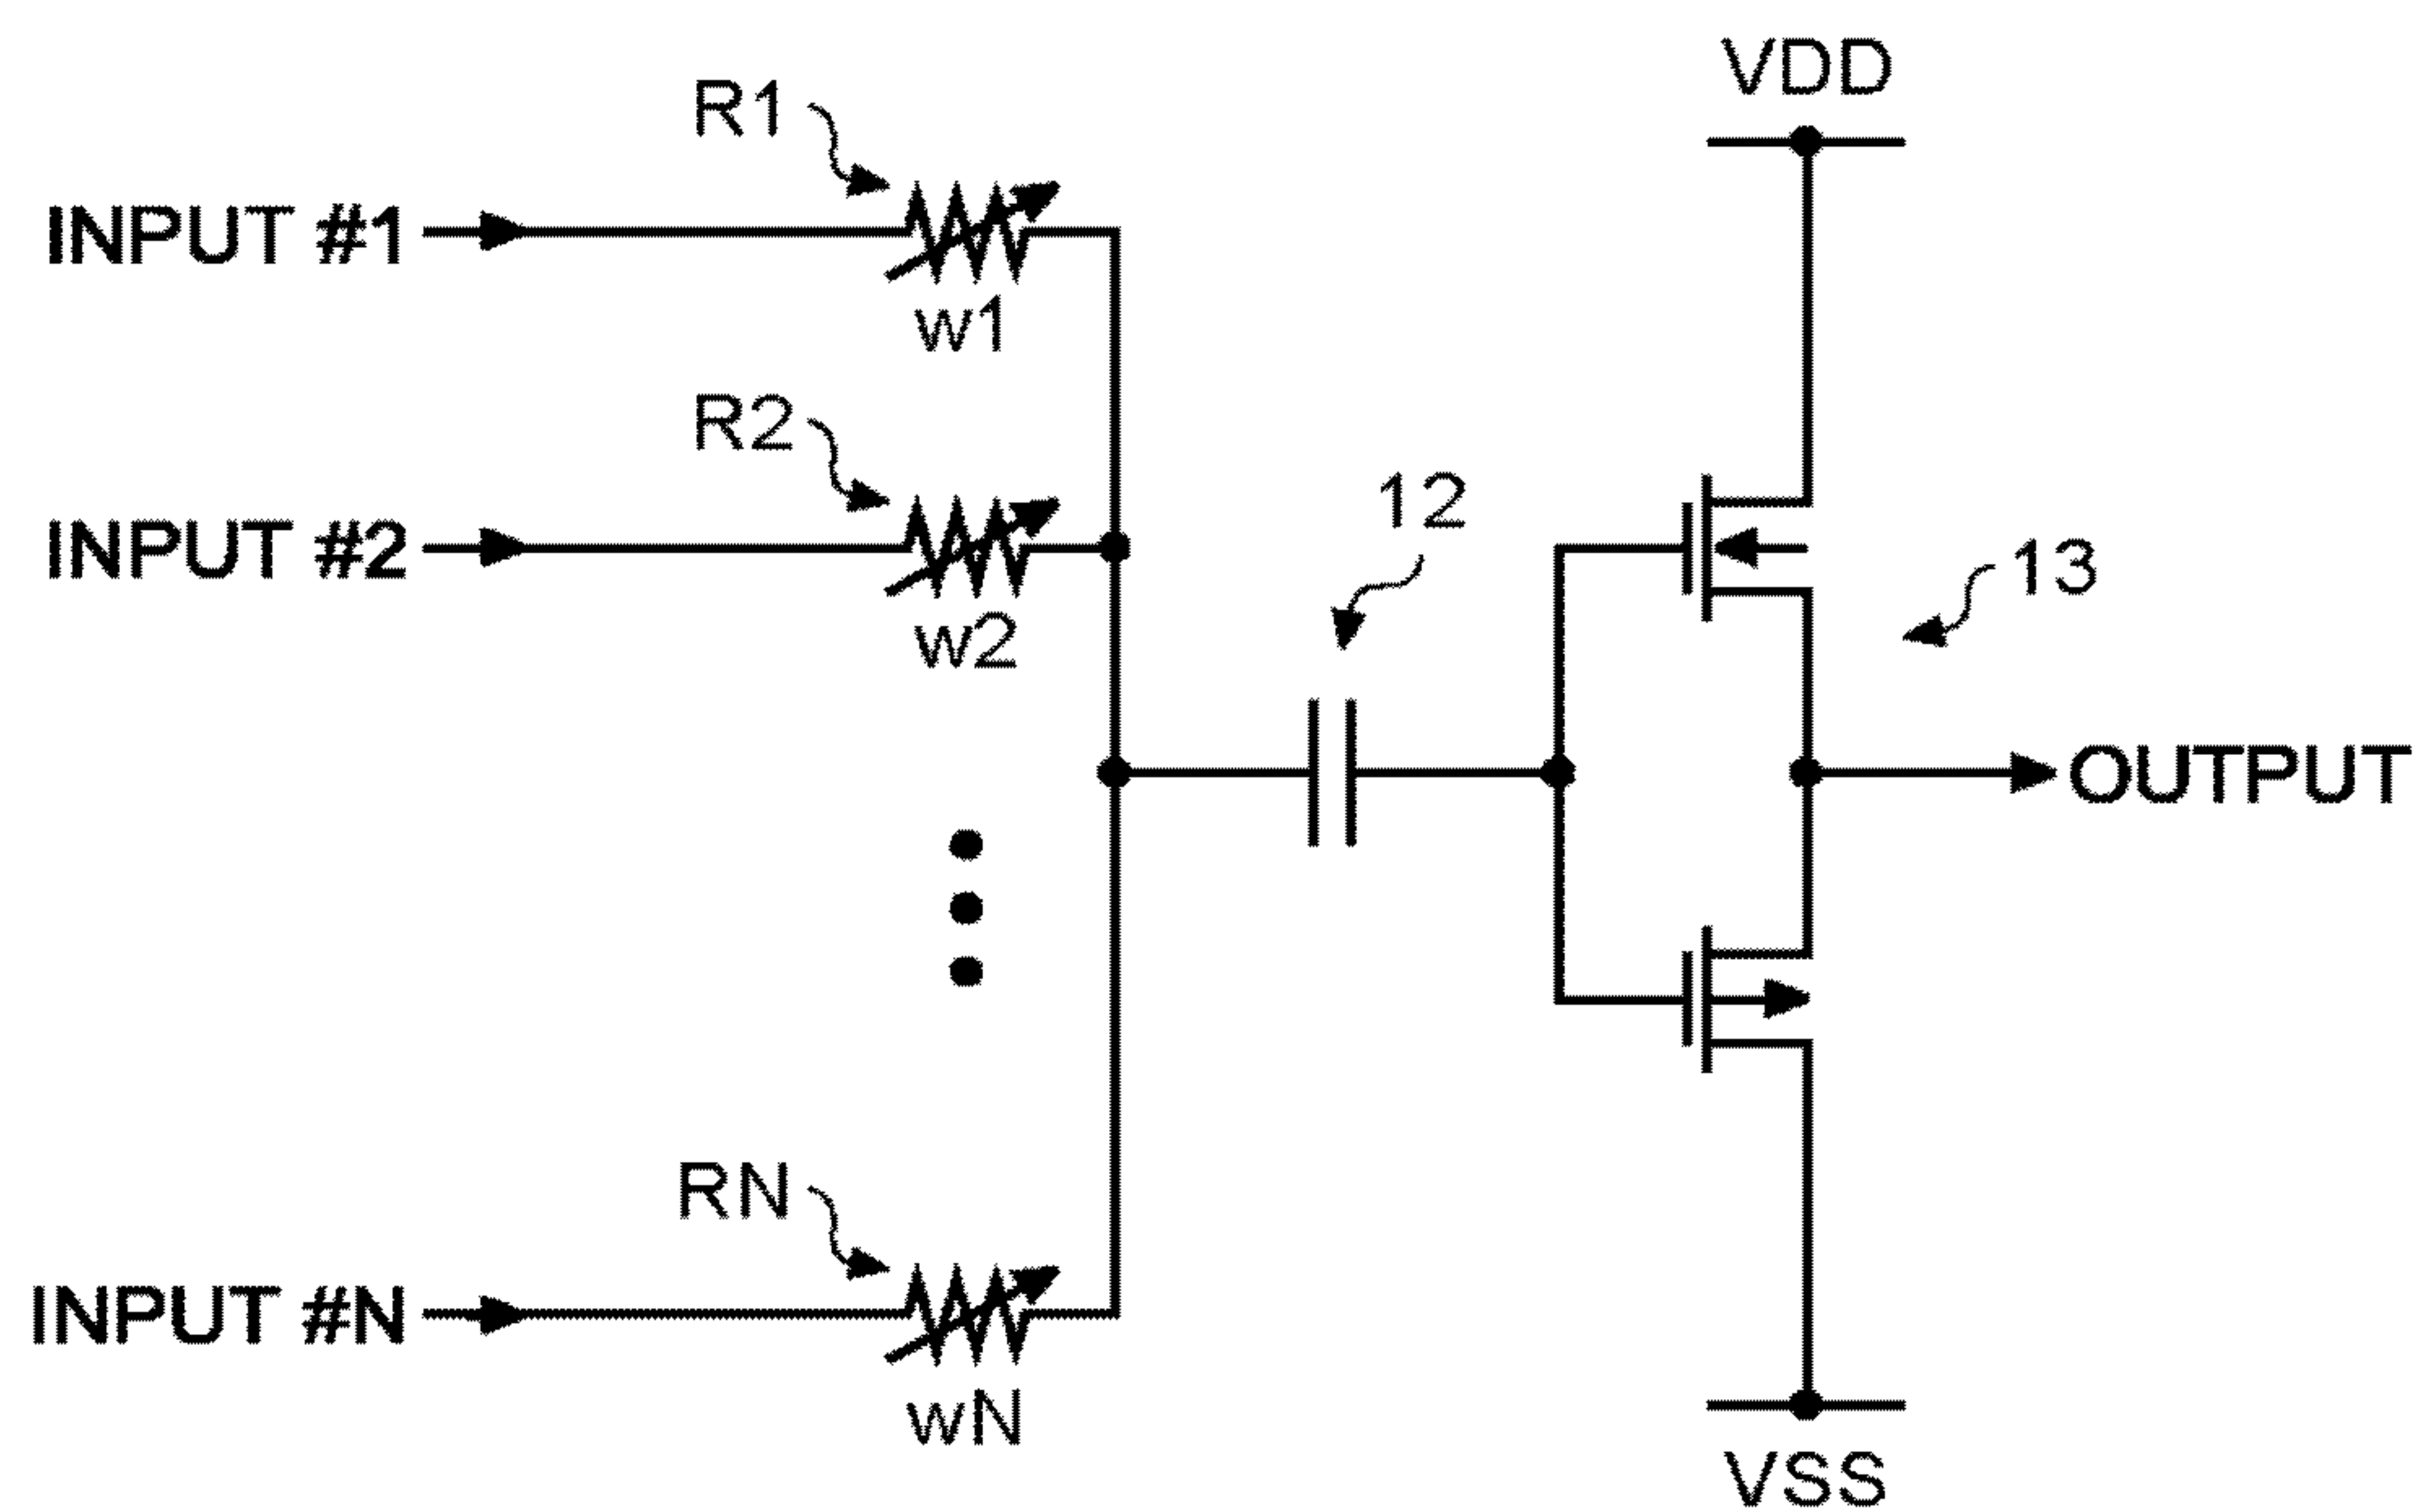 VDD
R1
INPUT #1
w1
R2
12
INPUT #2
13
w2
OUTPUT
RN
INPUT #N
wN
VSS